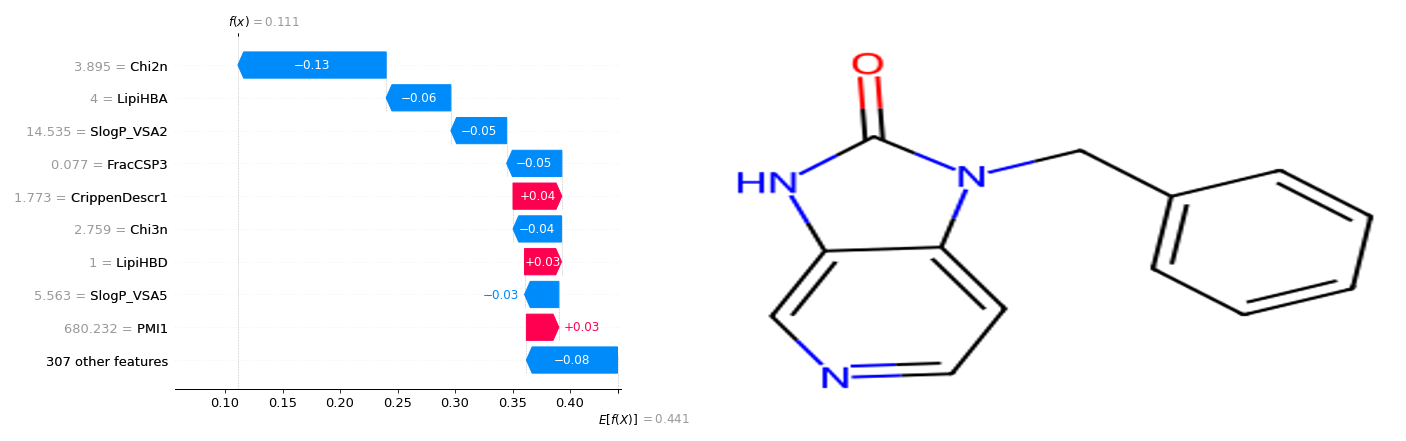 f(x) = 0.111
3.895 = Chi2n
−0.13
4 = LipiHBA
−0.06
14.535 = SlogP_VSA2
−0.05
0.077 = FracCSP3
−0.05
1.773 = CrippenDescr1
+0.04
2.759 = Chi3n
−0.04
1 = LipiHBD
+0.03
5.563 = SlogP_VSA5
−0.03
680.232 = PMI1
+0.03
307 other features
−0.08
0.10 0.15 0.20 0.25 0.30 0.35 0.40
E[f(X)] = 0.441
O
HN
N
N